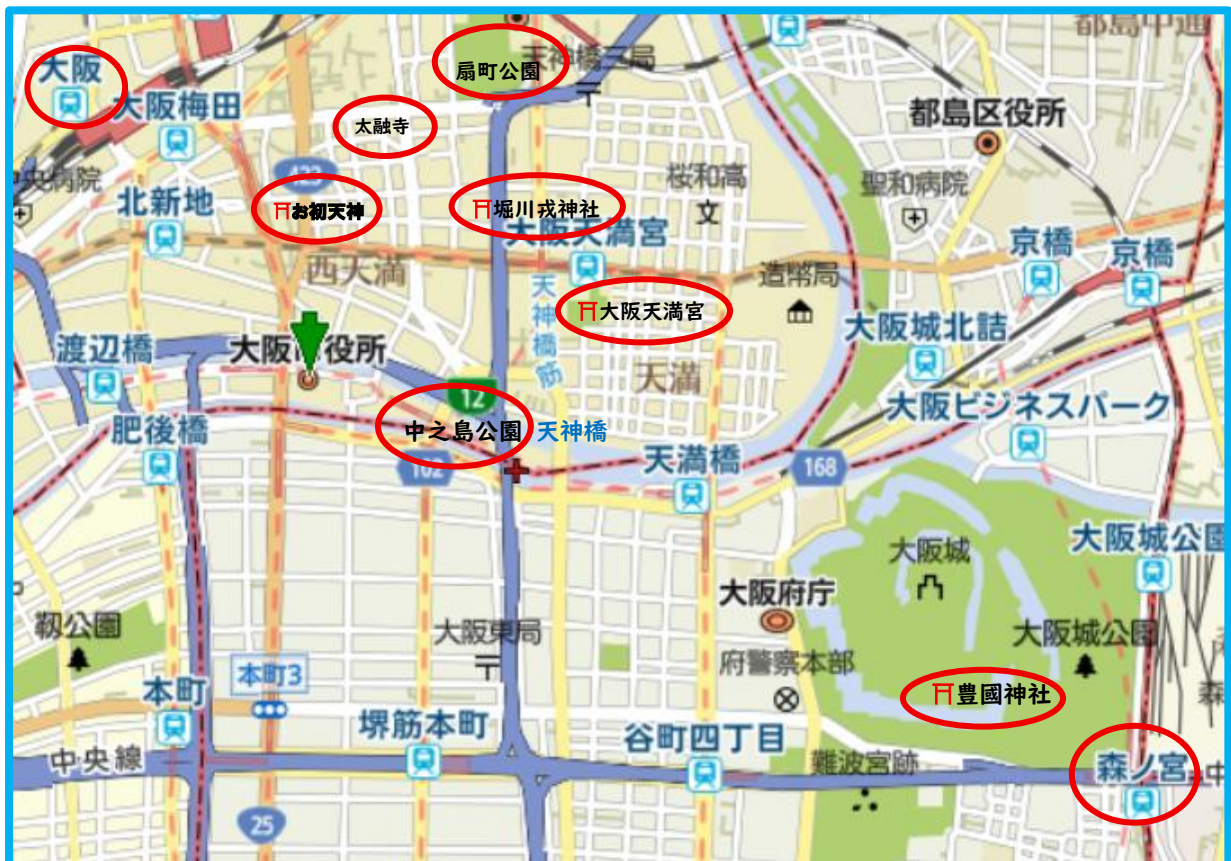 都島中通
天神橋三局
扇町公園
大阪
大阪梅田
太融寺
都島区役所
央病院
423
桜和高
文
聖和病院
北新地
お初天神
堀川戎神社
大阪天満宮
京橋
京橋
西天満
造幣局
天神橋筋
大阪天満宮
大阪城北詰
渡辺橋
大阪市役所
天満
12
大阪ビジネスパーク
肥後橋
中之島公園
天神橋
102
天満橋
168
大阪城公園
大阪城
大阪府庁
靱公園
大阪東局
大阪城公園
府警察本部
森
本町3
豊國神社
本町
堺筋本町
谷町四丁目
中央線
難波宮跡
森ノ宮
中
25